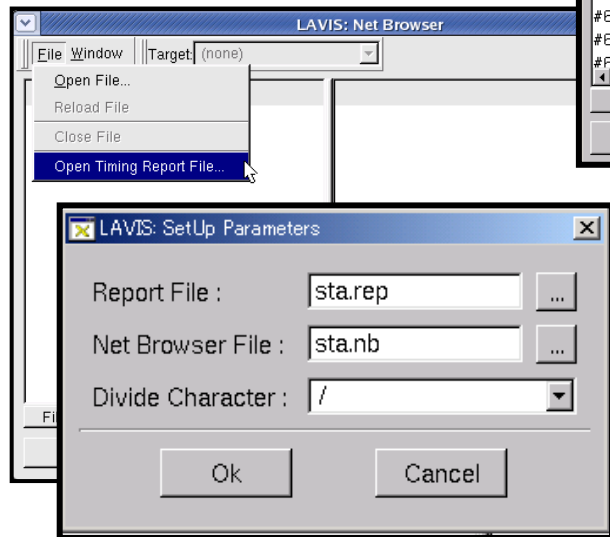 LAVIS: Net Browser
File Window Target: (none)
Open File...
Reload File
Close File
Open Timing Report File...
LAVIS: SetUp Parameters
Report File : sta.rep ...
Net Browser File : sta.nb ...
Divide Character : /
Ok Cancel